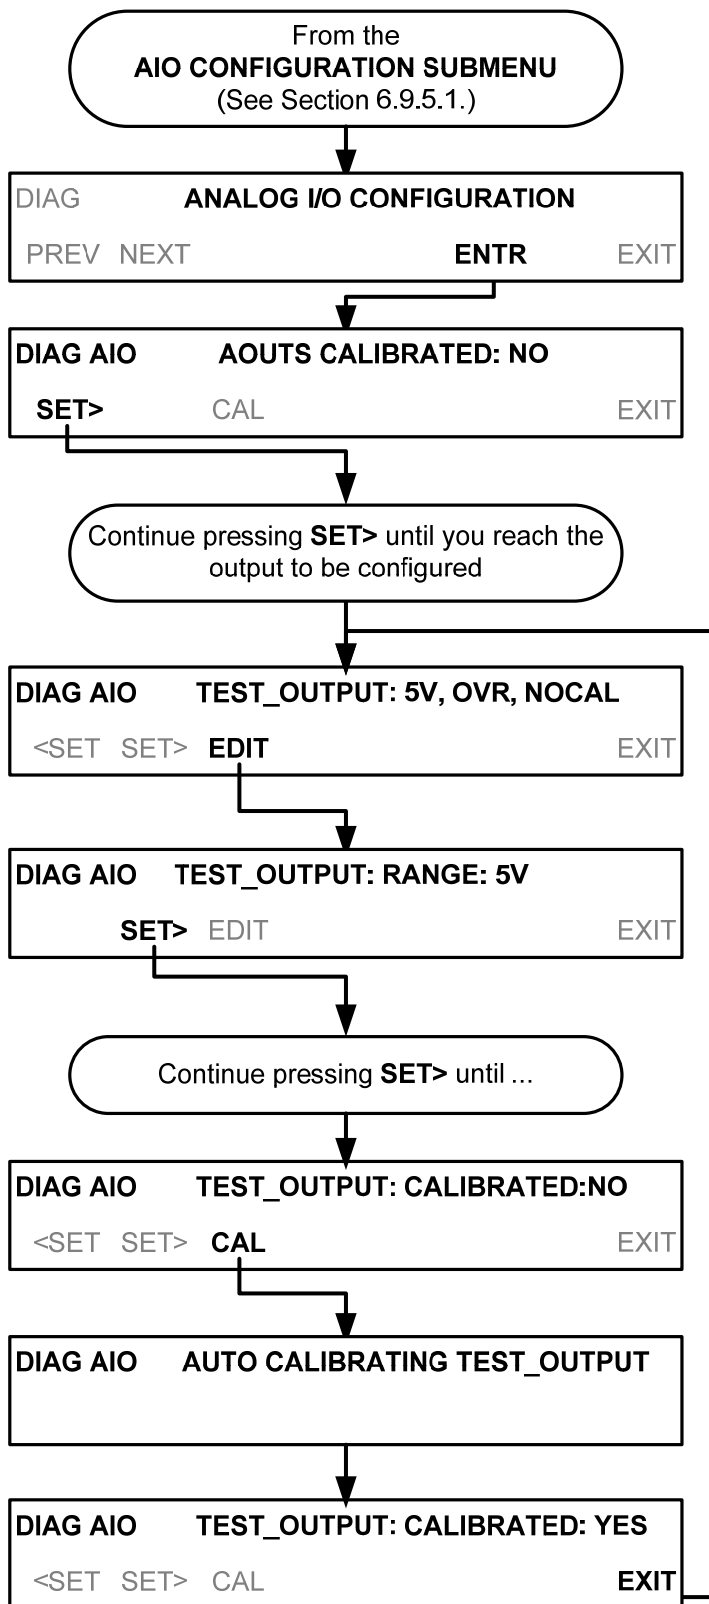 From the
AIO CONFIGURATION SUBMENU
(See Section 6.9.5.1.)
DIAG ANALOG I/O CONFIGURATION
PREV NEXT ENTR EXIT
DIAG AIO AOUTS CALIBRATED: NO
SET> CAL EXIT
Continue pressing SET> until you reach the
output to be configured
DIAG AIO TEST_OUTPUT: 5V, OVR, NOCAL
<SET SET> EDIT EXIT
DIAG AIO TEST_OUTPUT: RANGE: 5V
SET> EDIT EXIT
Continue pressing SET> until ...
DIAG AIO TEST_OUTPUT: CALIBRATED:NO
<SET SET> CAL EXIT
DIAG AIO AUTO CALIBRATING TEST_OUTPUT
DIAG AIO TEST_OUTPUT: CALIBRATED: YES
<SET SET> CAL EXIT